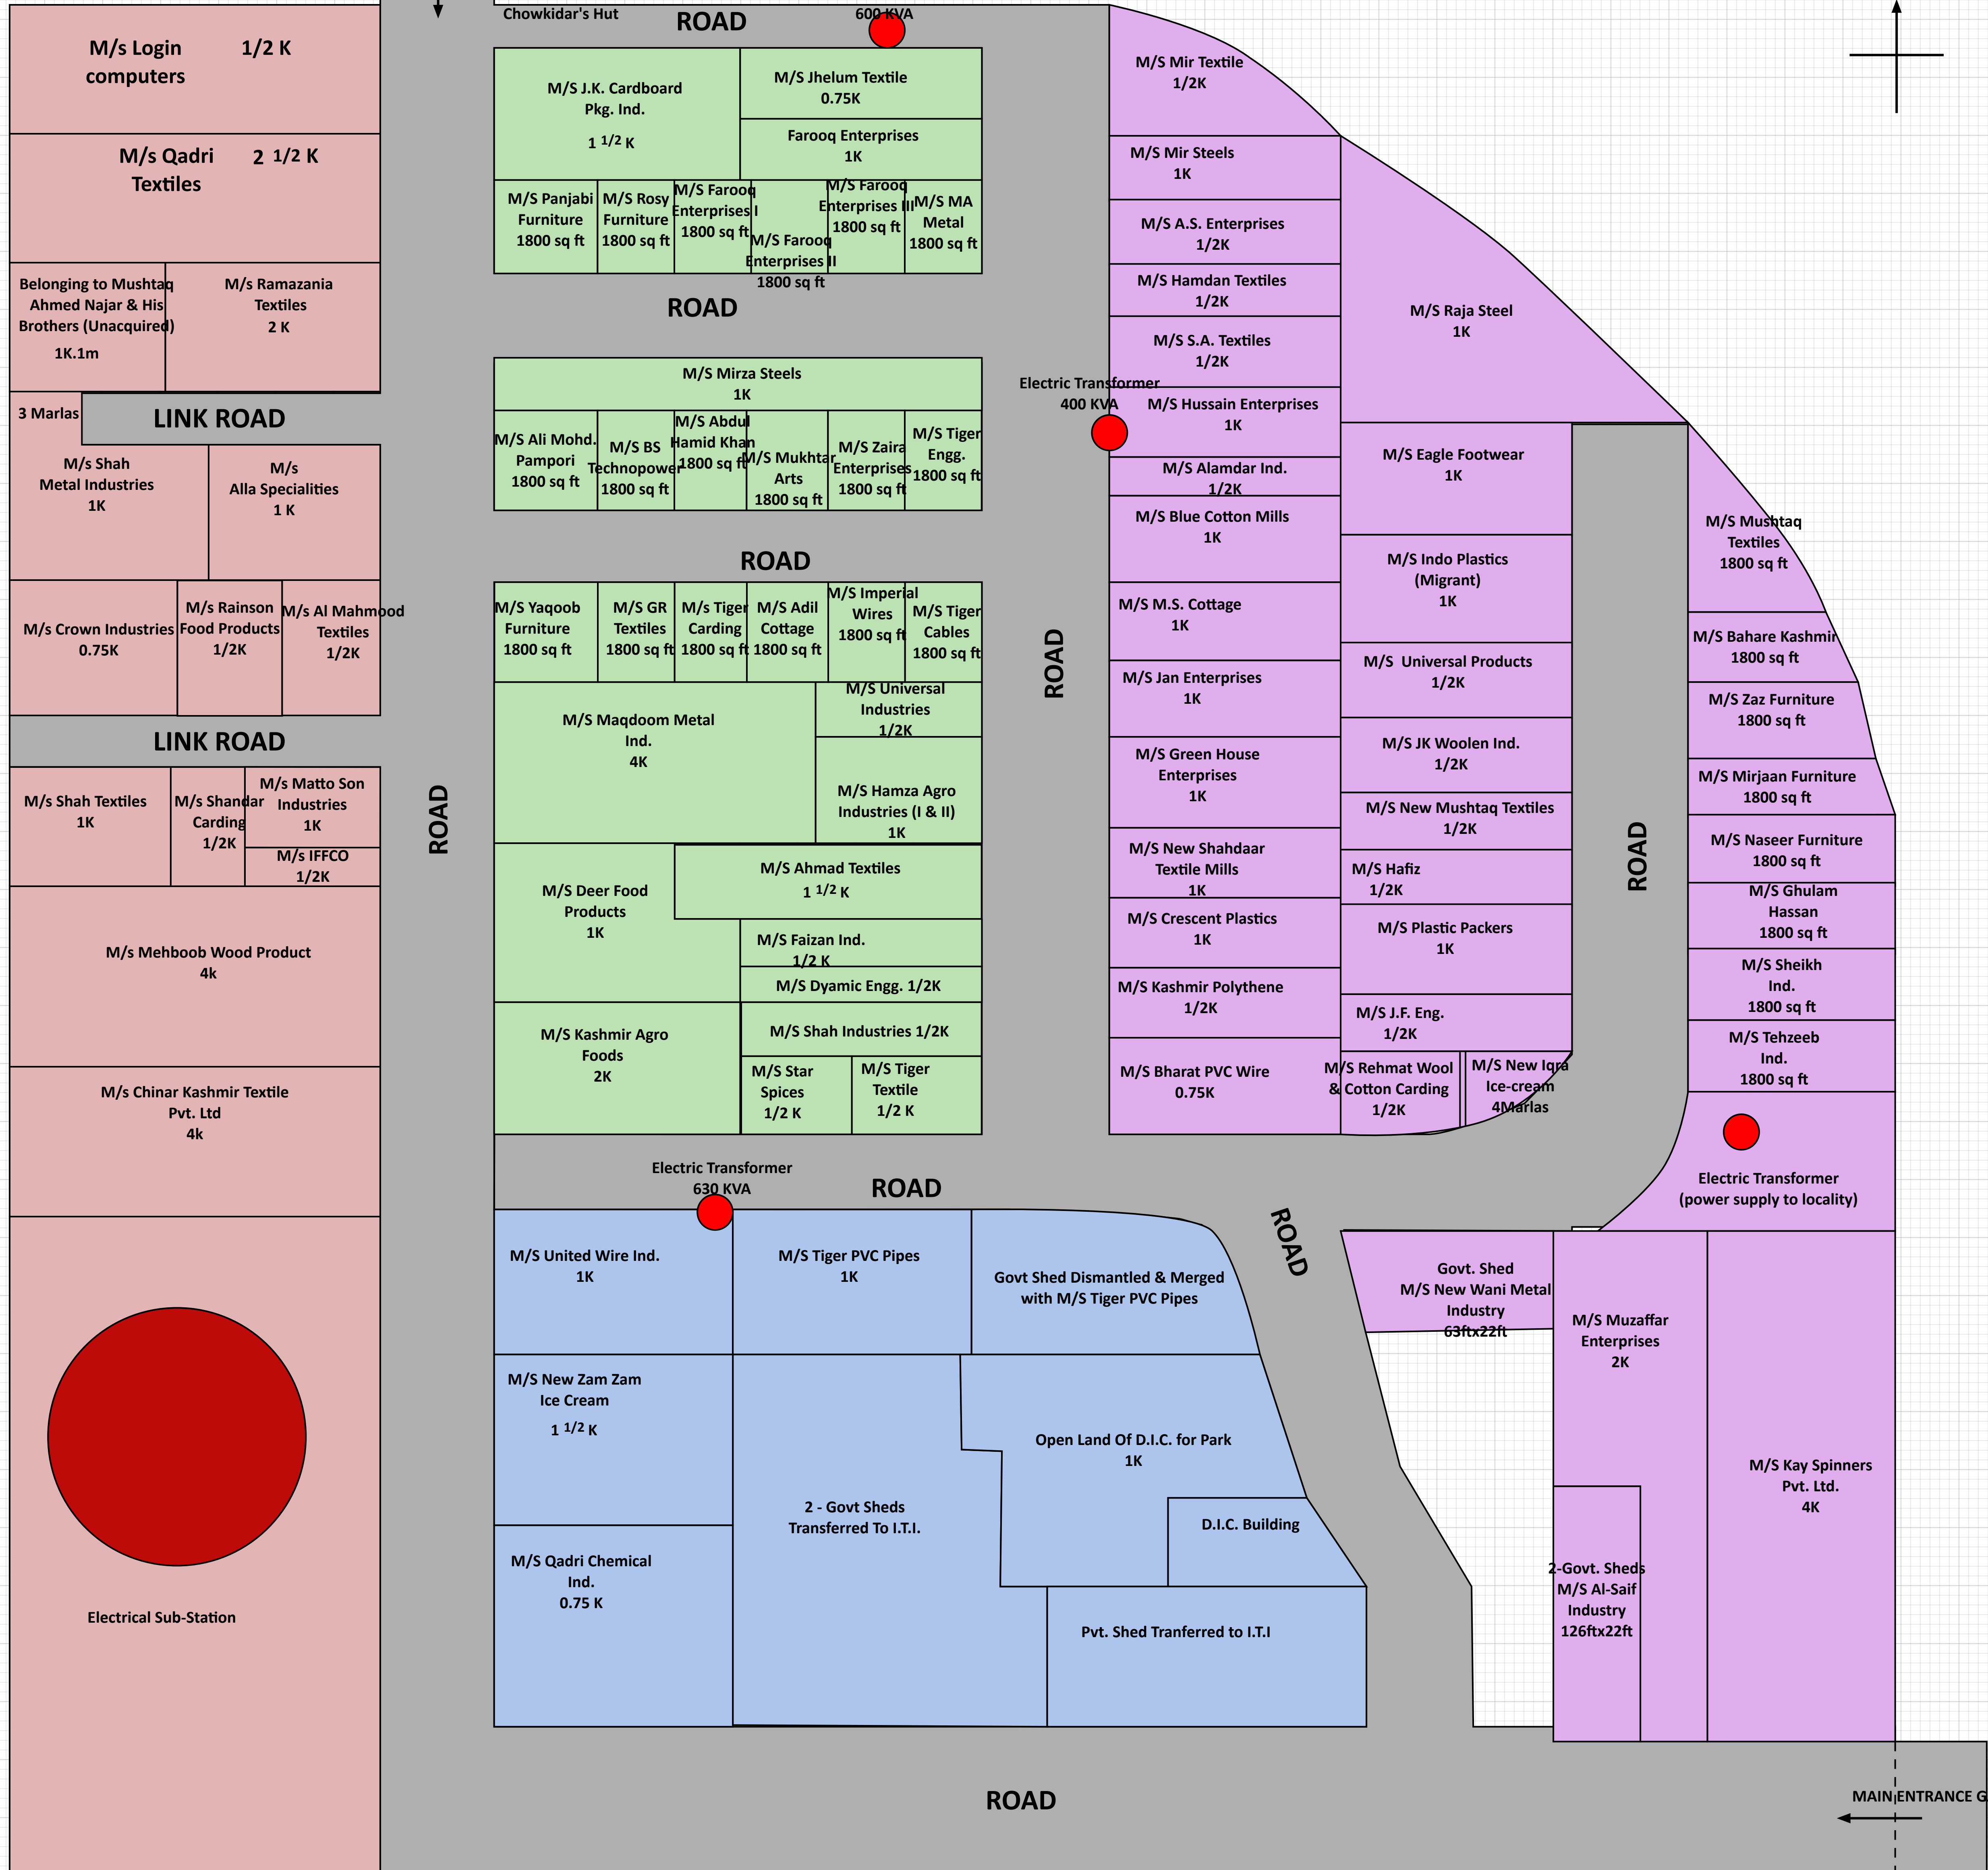 Chowkidar's Hut
ROAD
600 KVA
M/s Login
computers
1/2 K
M/s Qadri
Textiles
2 1/2 K
Belonging to Mushtaq
Ahmed Najar & His
Brothers (Unacquired)
1K.1m
M/s Ramazania
Textiles
2 K
3 Marlas
LINK ROAD
M/s Shah
Metal Industries
1K
M/s
Alla Specialities
1 K
M/s Crown Industries
0.75K
M/s Rainson
Food Products
1/2K
M/s Al Mahmood
Textiles
1/2K
LINK ROAD
M/s Shah Textiles
1K
M/s Shandar
Carding
1/2K
M/s Matto Son
Industries
1K
M/s IFFCO
1/2K
M/s Mehboob Wood Product
4k
M/s Chinar Kashmir Textile
Pvt. Ltd
4k
Electrical Sub-Station
ROAD
M/S J.K. Cardboard
Pkg. Ind.
1 1/2 K
M/S Jhelum Textile
0.75K
Farooq Enterprises
1K
M/S Panjabi
Furniture
1800 sq ft
M/S Rosy
Furniture
1800 sq ft
M/S Farooq
Enterprises I
1800 sq ft
M/S Farooq
Enterprises II
1800 sq ft
M/S Farooq
Enterprises III
1800 sq ft
M/S MA
Metal
1800 sq ft
ROAD
M/S Mirza Steels
1K
M/S Ali Mohd.
Pampori
1800 sq ft
M/S BS
Technopower
1800 sq ft
M/S Abdul
Hamid Khan
1800 sq ft
M/S Mukhtar
Arts
1800 sq ft
M/S Zaira
Enterprises
1800 sq ft
M/S Tiger
Engg.
1800 sq ft
ROAD
M/S Yaqoob
Furniture
1800 sq ft
M/S GR
Textiles
1800 sq ft
M/s Tiger
Carding
1800 sq ft
M/S Adil
Cottage
1800 sq ft
M/S Imperial
Wires
1800 sq ft
M/S Tiger
Cables
1800 sq ft
M/S Maqdoom Metal
Ind.
4K
M/S Universal
Industries
1/2K
M/S Hamza Agro
Industries (I & II)
1K
M/S Deer Food
Products
1K
M/S Ahmad Textiles
1 1/2 K
M/S Faizan Ind.
1/2 K
M/S Dyamic Engg. 1/2K
M/S Kashmir Agro
Foods
2K
M/S Shah Industries 1/2K
M/S Star
Spices
1/2 K
M/S Tiger
Textile
1/2 K
Electric Transformer
630 KVA
ROAD
M/S United Wire Ind.
1K
M/S Tiger PVC Pipes
1K
Govt Shed Dismantled & Merged
with M/S Tiger PVC Pipes
M/S New Zam Zam
Ice Cream
1 1/2 K
2 - Govt Sheds
Transferred To I.T.I.
Open Land Of D.I.C. for Park
1K
D.I.C. Building
M/S Qadri Chemical
Ind.
0.75 K
Pvt. Shed Tranferred to I.T.I
ROAD
ROAD
ROAD
M/S Mir Textile
1/2K
M/S Mir Steels
1K
M/S A.S. Enterprises
1/2K
M/S Hamdan Textiles
1/2K
M/S S.A. Textiles
1/2K
Electric Transformer
400 KVA
M/S Hussain Enterprises
1K
M/S Alamdar Ind.
1/2K
M/S Blue Cotton Mills
1K
M/S M.S. Cottage
1K
M/S Jan Enterprises
1K
M/S Green House
Enterprises
1K
M/S New Shahdaar
Textile Mills
1K
M/S Crescent Plastics
1K
M/S Kashmir Polythene
1/2K
M/S Bharat PVC Wire
0.75K
M/S Raja Steel
1K
M/S Eagle Footwear
1K
M/S Indo Plastics
(Migrant)
1K
M/S Universal Products
1/2K
M/S JK Woolen Ind.
1/2K
M/S New Mushtaq Textiles
1/2K
M/S Hafiz
1/2K
M/S Plastic Packers
1K
M/S J.F. Eng.
1/2K
M/S Rehmat Wool
& Cotton Carding
1/2K
M/S New Iqra
Ice-cream
4Marlas
ROAD
M/S Mushtaq
Textiles
1800 sq ft
M/S Bahare Kashmir
1800 sq ft
M/S Zaz Furniture
1800 sq ft
M/S Mirjaan Furniture
1800 sq ft
M/S Naseer Furniture
1800 sq ft
M/S Ghulam
Hassan
1800 sq ft
M/S Sheikh
Ind.
1800 sq ft
M/S Tehzeeb
Ind.
1800 sq ft
Electric Transformer
(power supply to locality)
Govt. Shed
M/S New Wani Metal
Industry
63ftx22ft
M/S Muzaffar
Enterprises
2K
2-Govt. Sheds
M/S Al-Saif
Industry
126ftx22ft
M/S Kay Spinners
Pvt. Ltd.
4K
MAIN ENTRANCE G